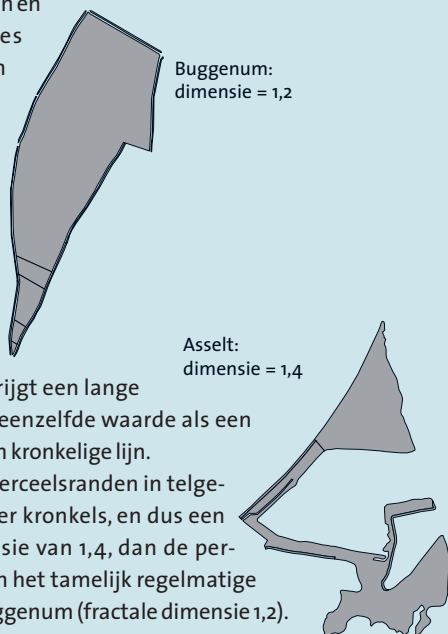 en
es
Buggenum:
dimensie = 1,2
Asselt:
dimensie = 1,4
rijgt een lange
eenzelfde waarde als een
kronkelige lijn.
erceelsranden in telge-
er kronkels, en dus een
sie van 1,4, dan de per-
het tamelijk regelmatige
ggenum (fractale dimensie 1,2).